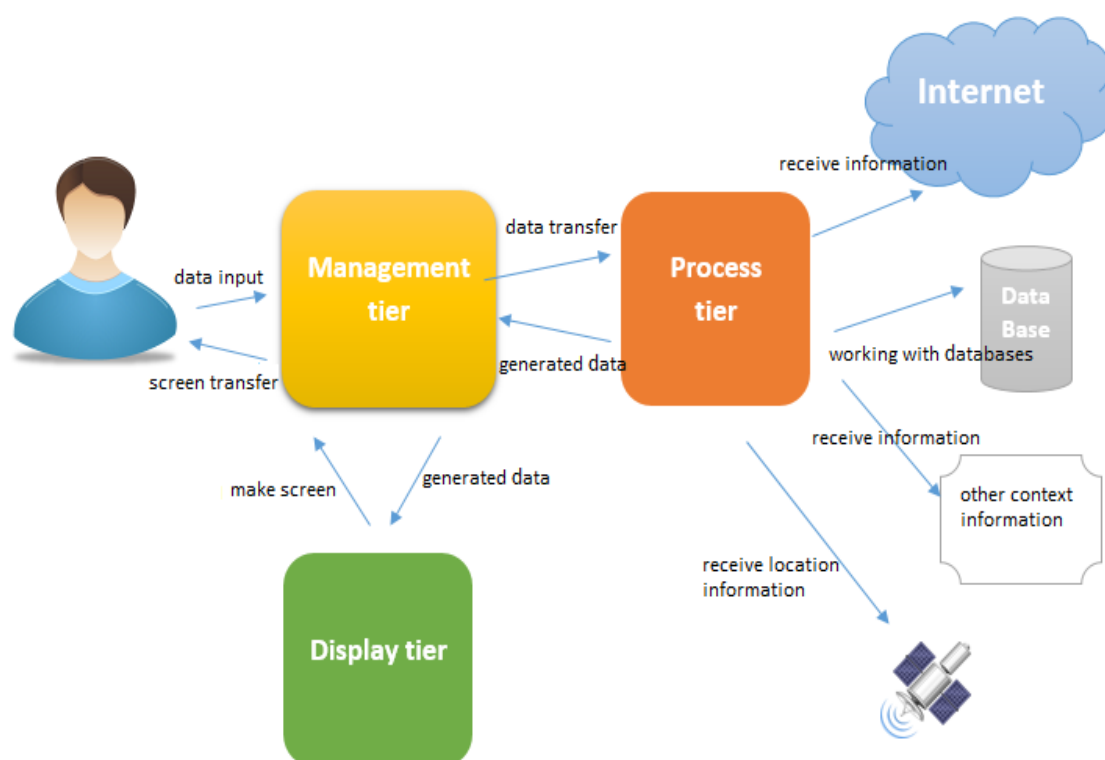 Internet
receive information
data transfer
Management
tier
Process
tier
data input
Data
Base
working with databases
generated data
screen transfer
receive information
make screen
generated data
other context
information
receive location
information
Display tier